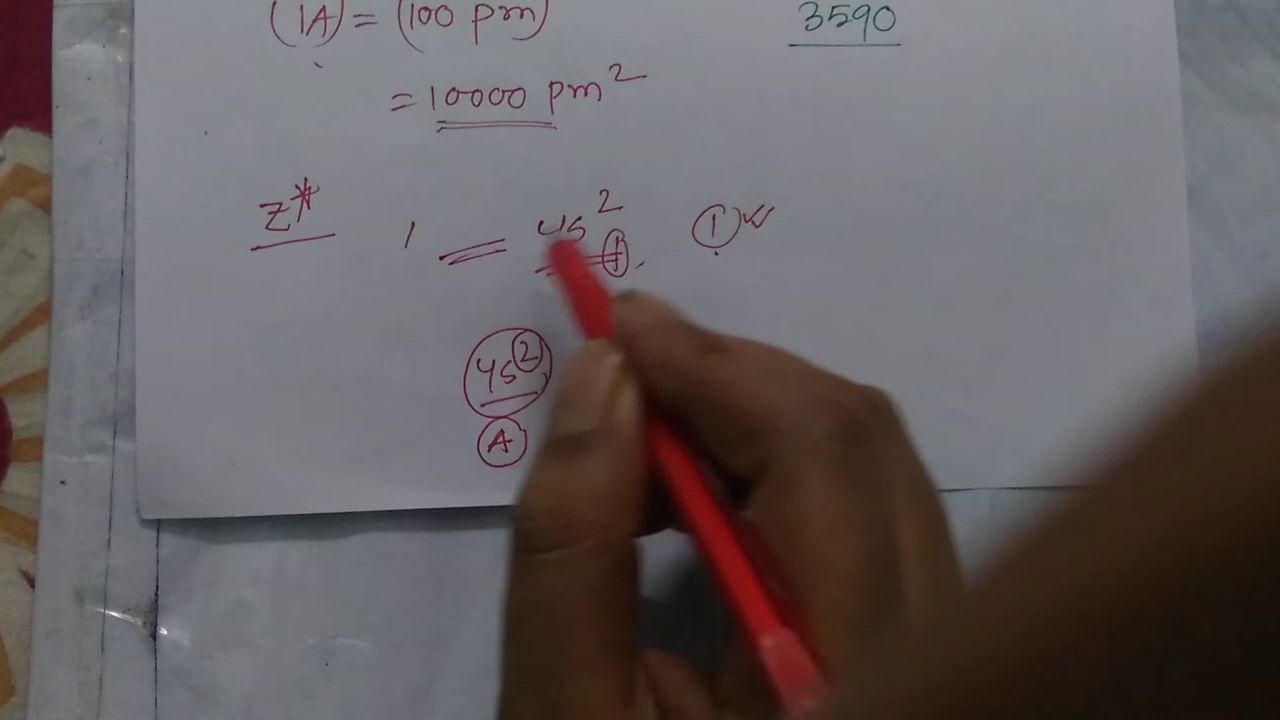 (1A) = (100 pm)
3590
= 10000 pm²
Z* , = 4s² ①
①
4s²
A